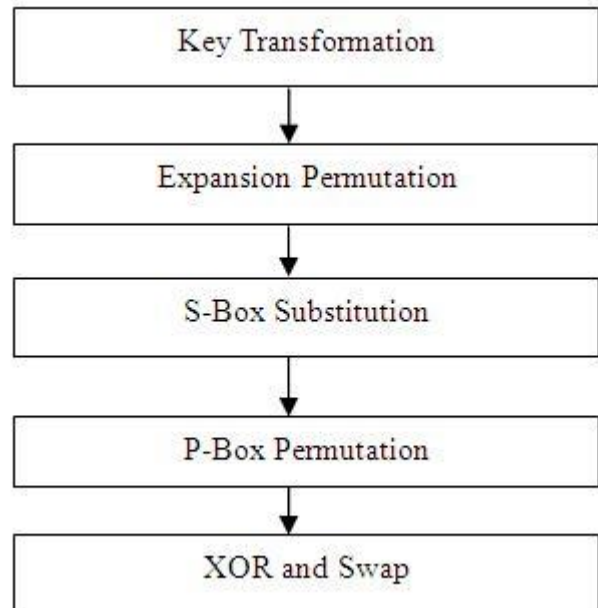 Key Transformation
Expansion Permutation
S-Box Substitution
P-Box Permutation
XOR and Swap